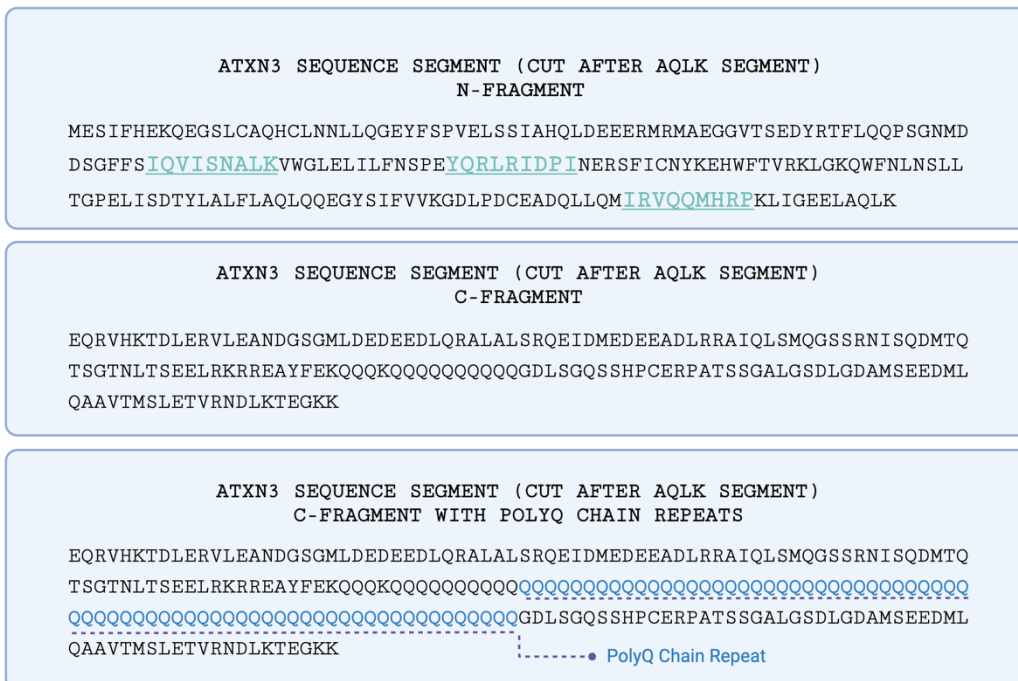 ATXN3 SEQUENCE SEGMENT (CUT AFTER AQLK SEGMENT)
N-FRAGMENT
MESIFHEKQEGSLCAQHCLNNLLQGEYFSPVELSSIAHQLDEEERMRMAEGGVTSEDYRTFLQQPSGNMD
DSGFFSIQVISNALKVWGLELILFNSPEYQRLRIDPINERSFICNYKEHWFTVRKLGKQWFNLNSLL
TGPELISDTYLALFLAQLQQEGYSIFVVKGDLPDCEADQLLQMIRVQQMHRPKLIGEELAQLK
ATXN3 SEQUENCE SEGMENT (CUT AFTER AQLK SEGMENT)
C-FRAGMENT
EQRVHKTDLERVLEANDGSGMLDEDEEDLQRALALSRQEIDMEDEEADLRRAIQLSMQGSSRNISQDMTQ
TSGTNLTSEELRKRREAYFEKQQQKQQQQQQQQQQGDLSGQSSHPCERPATSSGALGSDLGDAMSEEDML
QAAVTMSLETVRNDLKTEGKK
ATXN3 SEQUENCE SEGMENT (CUT AFTER AQLK SEGMENT)
C-FRAGMENT WITH POLYQ CHAIN REPEATS
EQRVHKTDLERVLEANDGSGMLDEDEEDLQRALALSRQEIDMEDEEADLRRAIQLSMQGSSRNISQDMTQ
TSGTNLTSEELRKRREAYFEKQQQKQQQQQQQQQQQQQQQQQQQQQQQQQQQQQQQQQQQQQQQQQQQQQ
QQQQQQQQQQQQQQQQQQQQQQQQQQQQQQQQQQQGDLSGQSSHPCERPATSSGALGSDLGDAMSEEDML
QAAVTMSLETVRNDLKTEGKK
PolyQ Chain Repeat